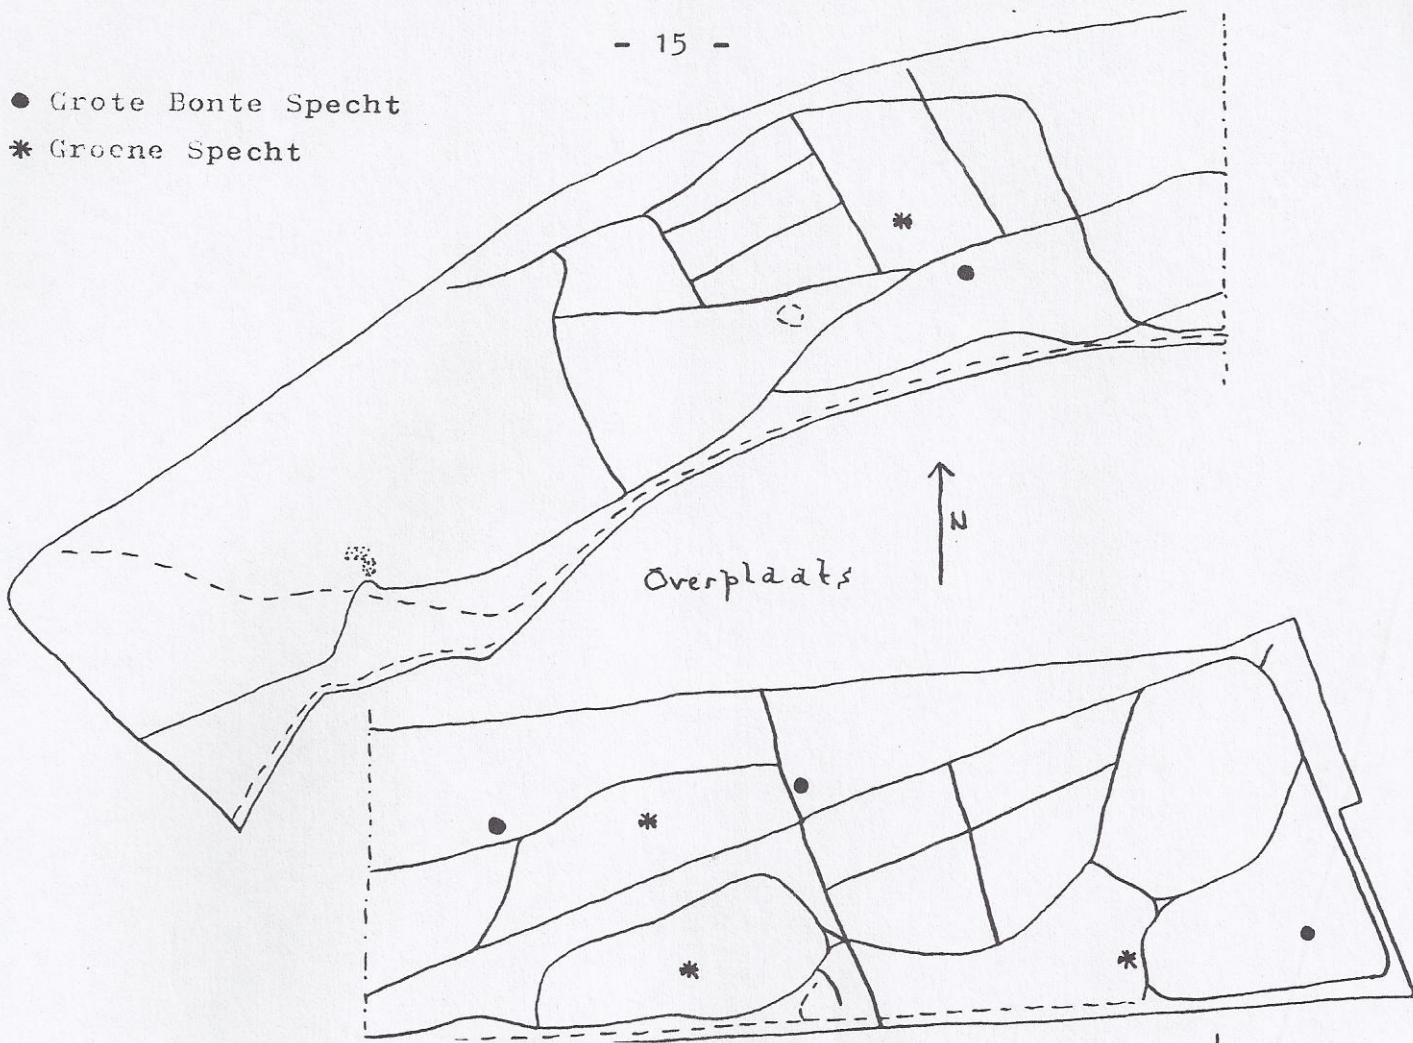 - 15 -
● Grote Bonte Specht
* Groene Specht
N
Overplaats